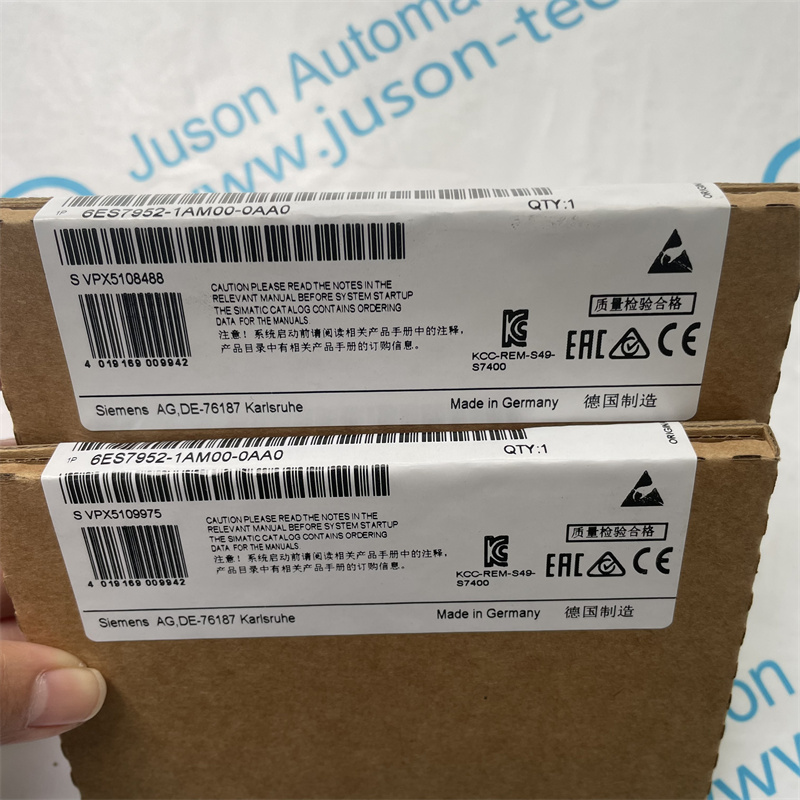 Juson Automa
www.juson-tec
1P 6ES7952-1AM00-0AA0
QTY:1
S VPX5108488
CAUTION PLEASE READ THE NOTES IN THE
RELEVANT MANUAL BEFORE SYSTEM STARTUP
THE SIMATIC CATALOG CONTAINS ORDERING
DATA FOR THE MANUALS
注意！系统启动前请阅读相关产品手册中的注释，
产品目录中有相关产品手册的订购信息。
4 019169 009942
KCC-REM-S49-
S7400
质量检验合格
EAC CE
Siemens AG,DE-76187 Karlsruhe
Made in Germany 德国制造
1P 6ES7952-1AM00-0AA0
QTY:1
S VPX5109975
CAUTION PLEASE READ THE NOTES IN THE
RELEVANT MANUAL BEFORE SYSTEM STARTUP
THE SIMATIC CATALOG CONTAINS ORDERING
DATA FOR THE MANUALS
注意！系统启动前请阅读相关产品手册中的注释，
产品目录中有相关产品手册的订购信息。
4 019169 009942
KCC-REM-S49-
S7400
质量检验合格
EAC CE
Siemens AG,DE-76187 Karlsruhe
Made in Germany 德国制造